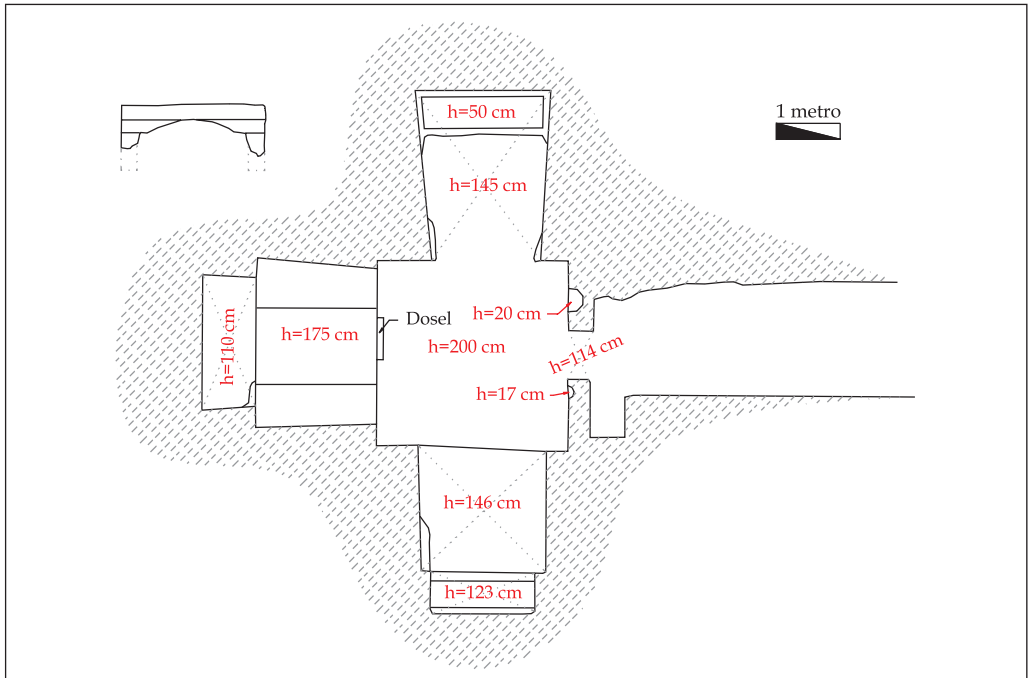 h=50 cm
1 metro
h=145 cm
h=20 cm
Dosel
h=175 cm
h=200 cm
h=110 cm
h=114 cm
h=17 cm
h=146 cm
h=123 cm